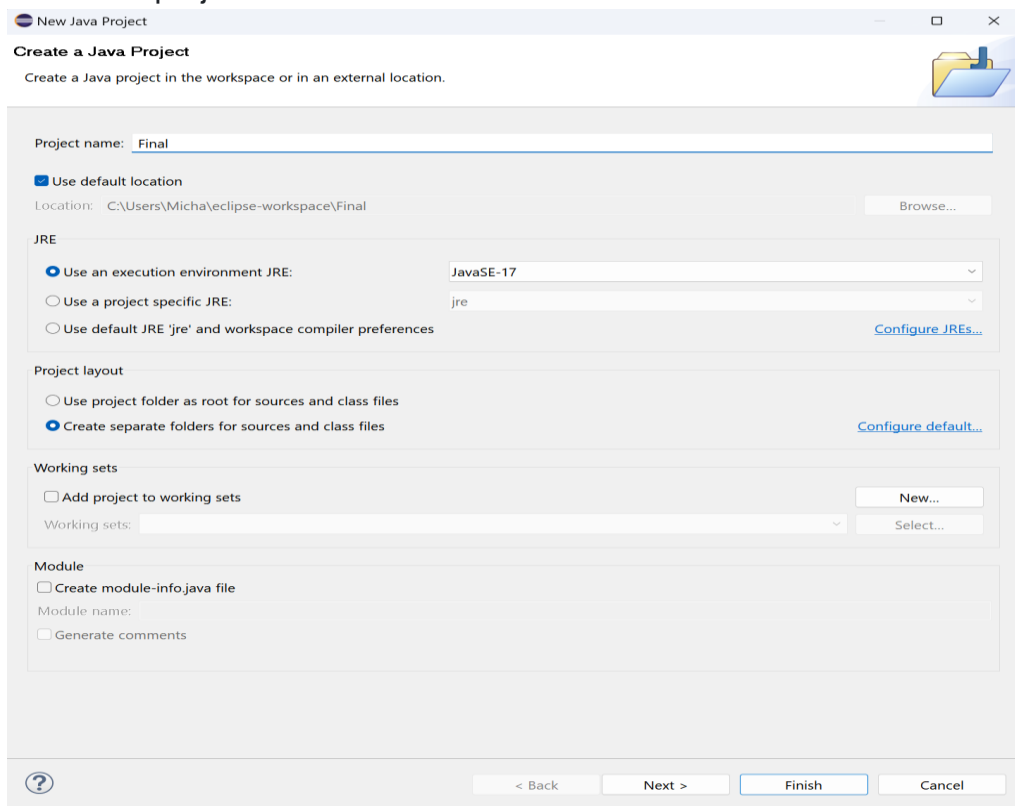 New Java Project
Create a Java Project
Create a Java project in the workspace or in an external location.
Project name: Final
Use default location
Location: C:\Users\Micha\eclipse-workspace\Final Browse...
JRE
Use an execution environment JRE: JavaSE-17
Use a project specific JRE: jre
Use default JRE 'jre' and workspace compiler preferences Configure JREs...
Project layout
Use project folder as root for sources and class files
Create separate folders for sources and class files Configure default...
Working sets
Add project to working sets New...
Working sets: Select...
Module
Create module-info.java file
Module name:
Generate comments
? < Back Next > Finish Cancel